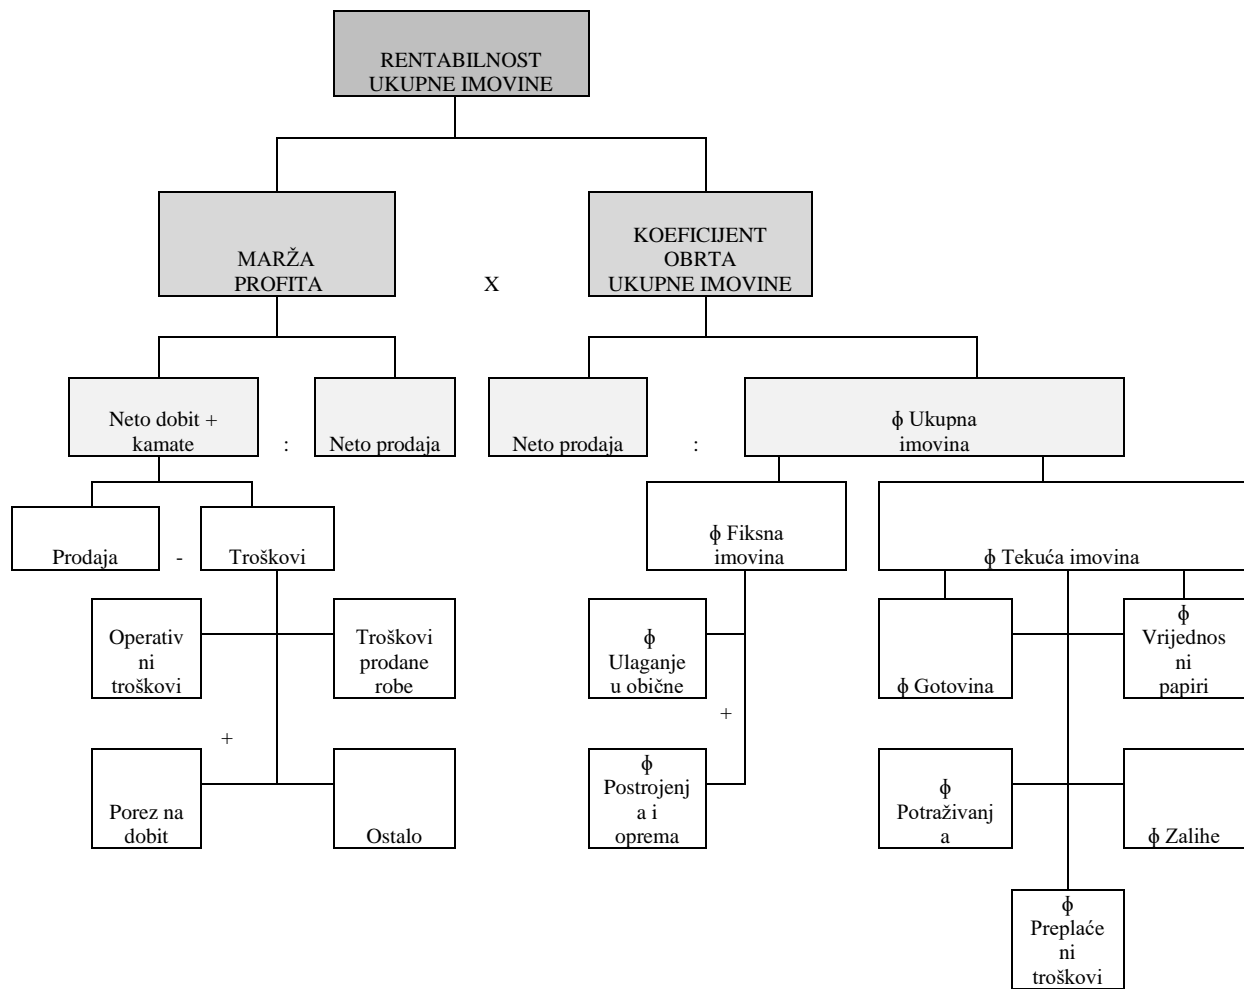 RENTABILNOST
UKUPNE IMOVINE
MARŽA
PROFITA
X
KOEFICIJENT
OBRTA
UKUPNE IMOVINE
Neto dobit +
kamate
:
Neto prodaja
Neto prodaja
:
ϕ Ukupna
imovina
Prodaja
-
Troškovi
ϕ Fiksna
imovina
ϕ Tekuća imovina
Operativ
ni
troškovi
Troškovi
prodane
robe
ϕ
Ulaganje
u obične
ϕ Gotovina
ϕ
Vrijednos
ni
papiri
+
+
Porez na
dobit
Ostalo
ϕ
Postrojenj
a i
oprema
ϕ
Potraživanj
a
ϕ Zalihe
ϕ
Preplaće
ni
troškovi